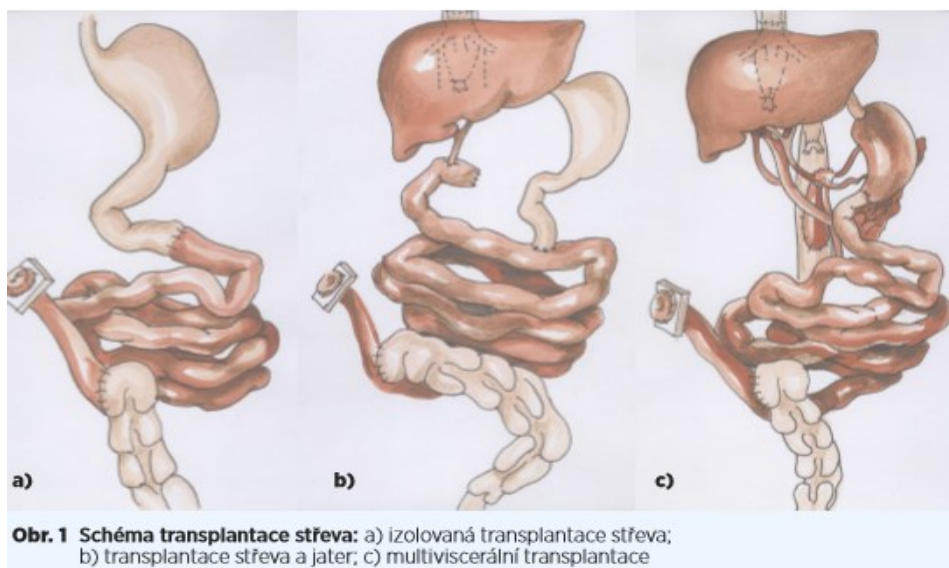 a)
b)
c)
Obr. 1 Schéma transplantace střeva: a) izolovaná transplantace střeva;
b) transplantace střeva a jater; c) multiviscerální transplantace